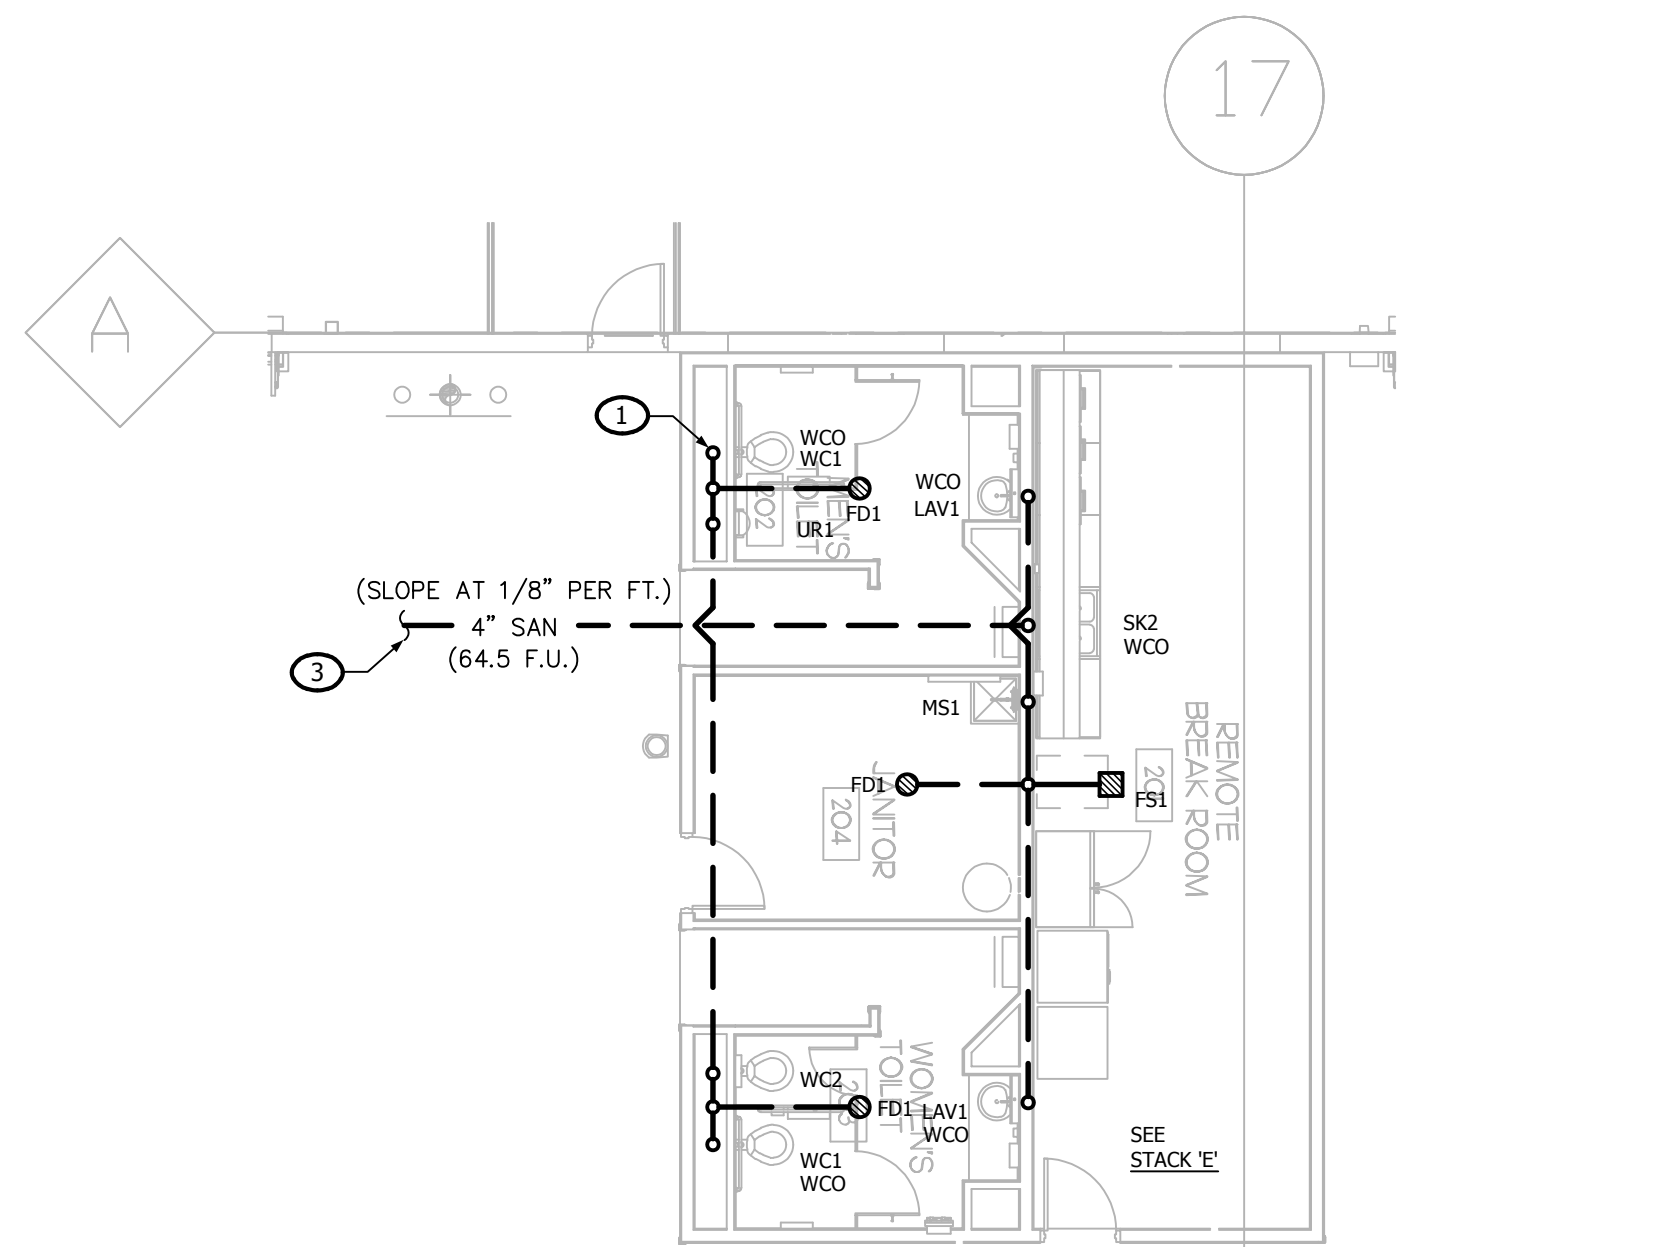 17
A
1
WCO
WC1
WCO
LAV1
FD1
UR1
202
MEN'S
TOILET
(SLOPE AT 1/8" PER FT.)
4" SAN
(64.5 F.U.)
3
SK2
WCO
MS1
FD1
FS1
JANITOR
204
REMOTE
BREAK ROOM
WC2
FD1
LAV1
WCO
WOMEN'S
TOILET
WC1
WCO
SEE
STACK 'E'